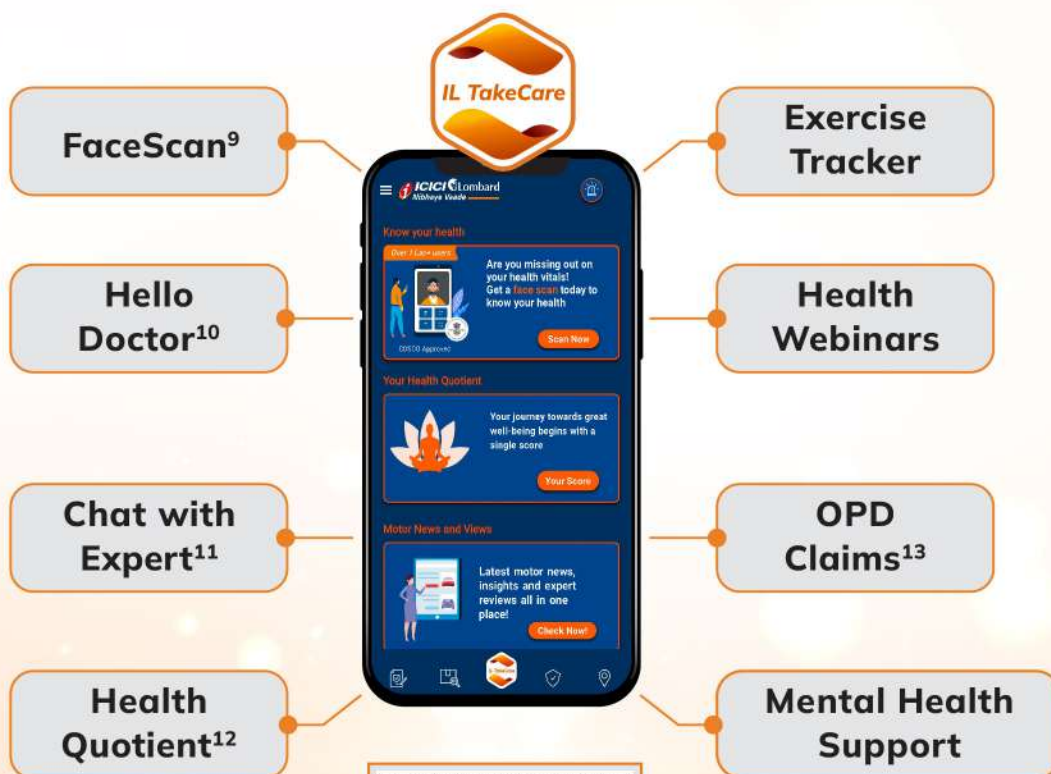 IL TakeCare
FaceScan⁹
Hello
Doctor¹⁰
Chat with
Expert¹¹
Health
Quotient¹²
ICICI Lombard
Nibhaye Vaade
Know your health
Over 1 Lac+ users
Are you missing out on
your health vitals!
Get a face scan today to
know your health
Scan Now
CDSCO Approved
Your Health Quotient
Your journey towards great
well-being begins with a
single score
Your Score
Motor News and Views
Latest motor news,
insights and expert
reviews all in one
place!
Check Now!
IL TakeCare
Exercise
Tracker
Health
Webinars
OPD
Claims¹³
Mental Health
Support